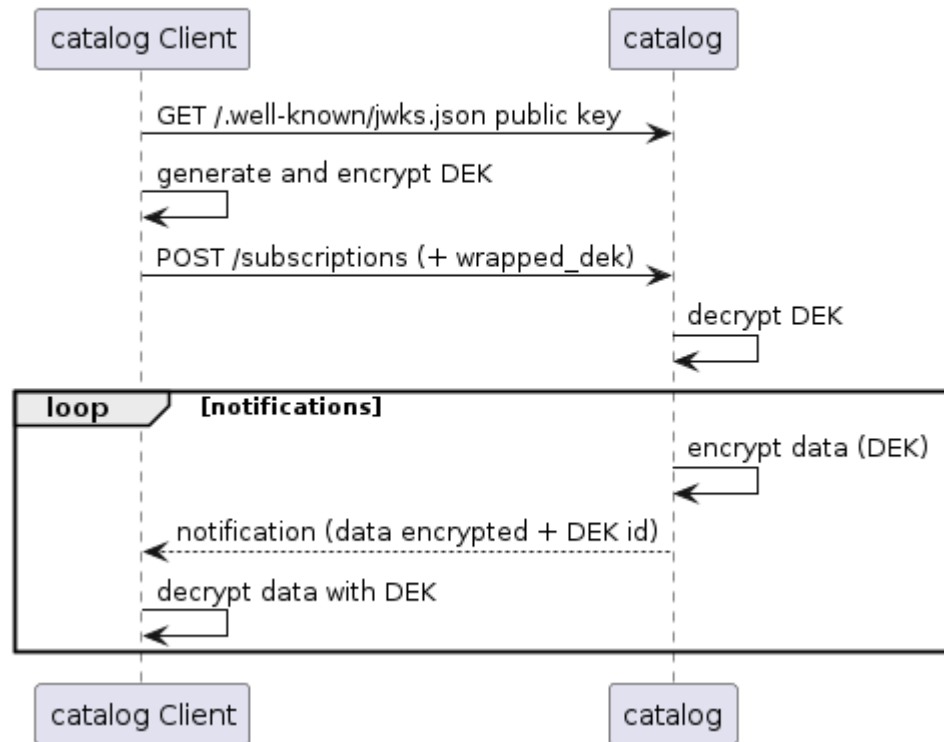 catalog Client
catalog
GET /.well-known/jwks.json public key
generate and encrypt DEK
POST /subscriptions (+ wrapped_dek)
decrypt DEK
loop
[notifications]
encrypt data (DEK)
notification (data encrypted + DEK id)
decrypt data with DEK
catalog Client
catalog